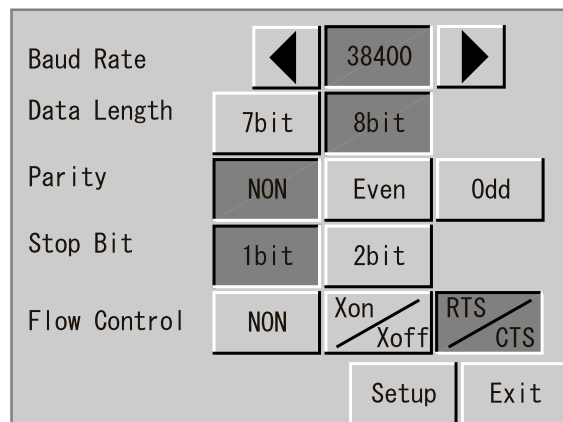 Baud Rate 38400
Data Length 7bit 8bit
Parity NON Even Odd
Stop Bit 1bit 2bit
Flow Control NON Xon/Xoff RTS/CTS
Setup Exit